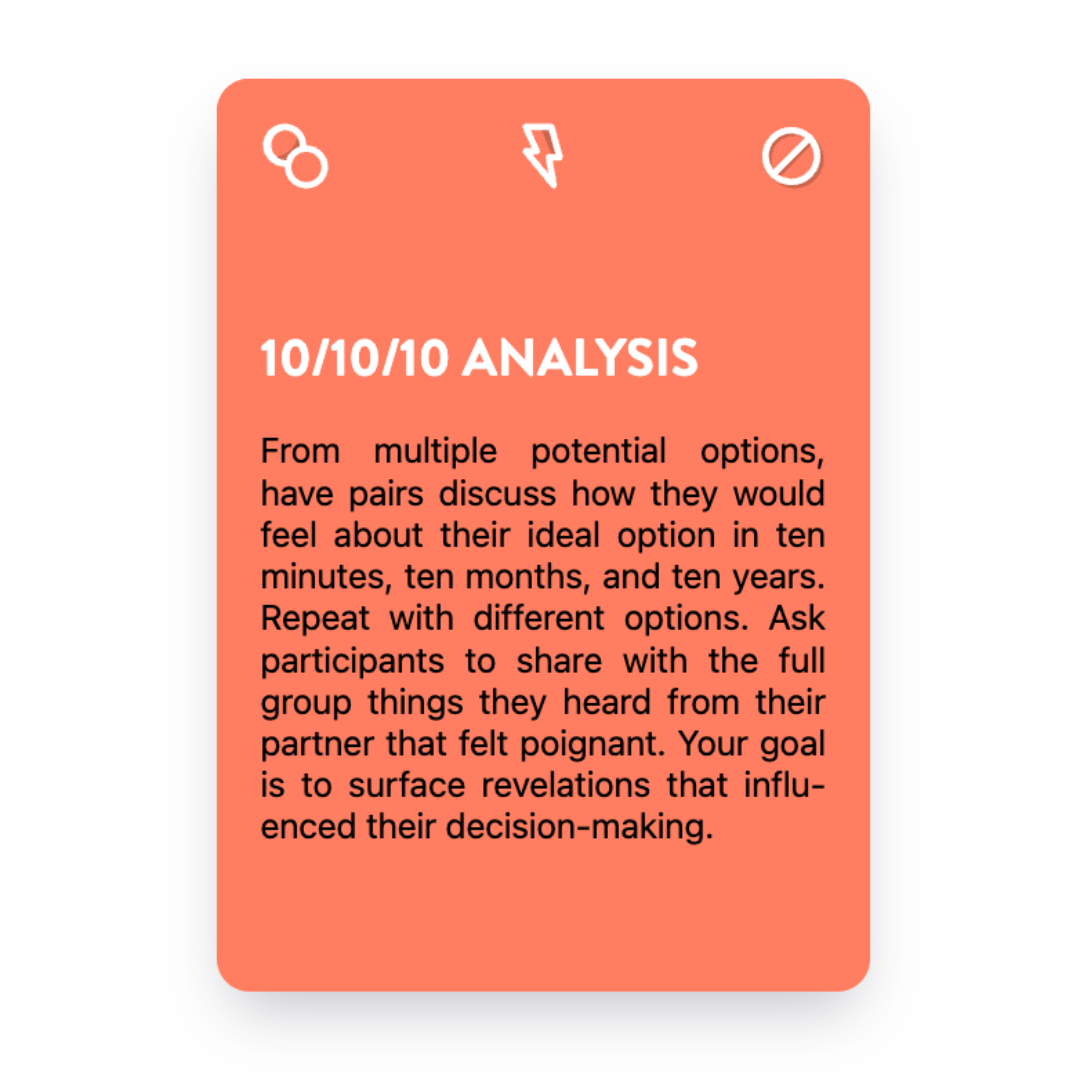 10/10/10 ANALYSIS
From multiple potential options,
have pairs discuss how they would
feel about their ideal option in ten
minutes, ten months, and ten years.
Repeat with different options. Ask
participants to share with the full
group things they heard from their
partner that felt poignant. Your goal
is to surface revelations that influ-
enced their decision-making.